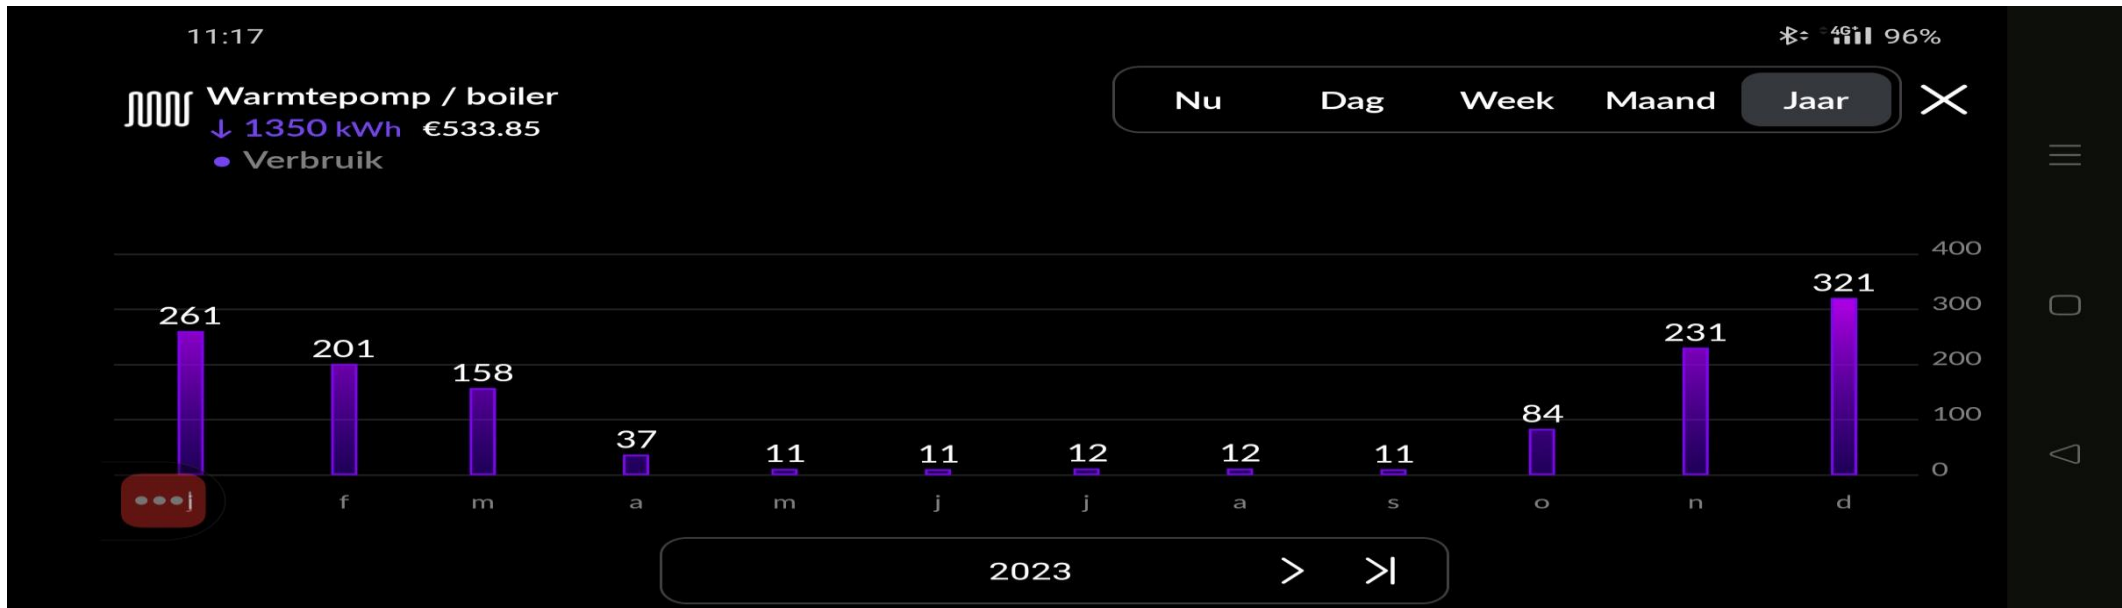 11:17
4G+ 96%
Warmtepomp / boiler
↓ 1350 kWh €533.85
• Verbruik
Nu Dag Week Maand Jaar
400
321
300
261
231
201
200
158
84
100
37
11 11 12 12 11
0
j f m a m j j a s o n d
2023